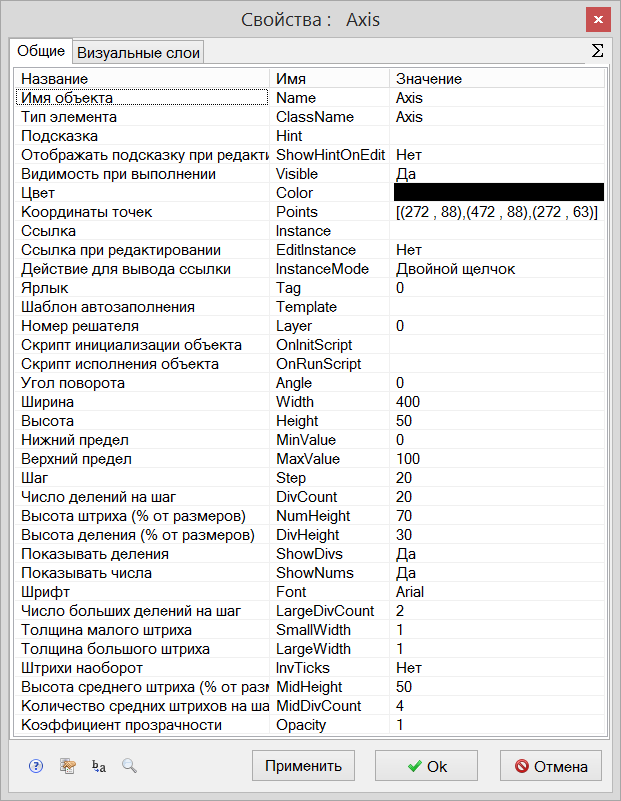 Свойства : Axis
Общие Визуальные слои Σ
Название Имя Значение
Имя объекта Name Axis
Тип элемента ClassName Axis
Подсказка Hint
Отображать подсказку при редакти ShowHintOnEdit Нет
Видимость при выполнении Visible Да
Цвет Color
Координаты точек Points [(272 , 88),(472 , 88),(272 , 63)]
Ссылка Instance
Ссылка при редактировании EditInstance Нет
Действие для вывода ссылки InstanceMode Двойной щелчок
Ярлык Tag 0
Шаблон автозаполнения Template
Номер решателя Layer 0
Скрипт инициализации объекта OnInitScript
Скрипт исполнения объекта OnRunScript
Угол поворота Angle 0
Ширина Width 400
Высота Height 50
Нижний предел MinValue 0
Верхний предел MaxValue 100
Шаг Step 20
Число делений на шаг DivCount 20
Высота штриха (% от размеров) NumHeight 70
Высота деления (% от размеров) DivHeight 30
Показывать деления ShowDivs Да
Показывать числа ShowNums Да
Шрифт Font Arial
Число больших делений на шаг LargeDivCount 2
Толщина малого штриха SmallWidth 1
Толщина большого штриха LargeWidth 1
Штрихи наоборот InvTicks Нет
Высота среднего штриха (% от разм MidHeight 50
Количество средних штрихов на ша MidDivCount 4
Коэффициент прозрачности Opacity 1
? ba Применить Ok Отмена